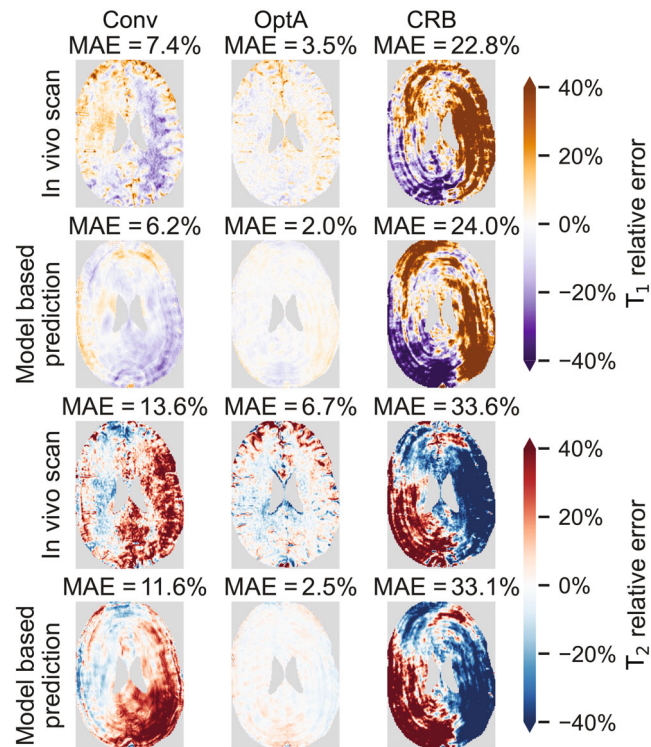 Conv OptA CRB
MAE = 7.4% MAE = 3.5% MAE = 22.8%
In vivo scan
MAE = 6.2% MAE = 2.0% MAE = 24.0%
Model based
prediction
40%
20%
0%
−20%
−40%
T₁ relative error
MAE = 13.6% MAE = 6.7% MAE = 33.6%
In vivo scan
MAE = 11.6% MAE = 2.5% MAE = 33.1%
Model based
prediction
40%
20%
0%
−20%
−40%
T₂ relative error